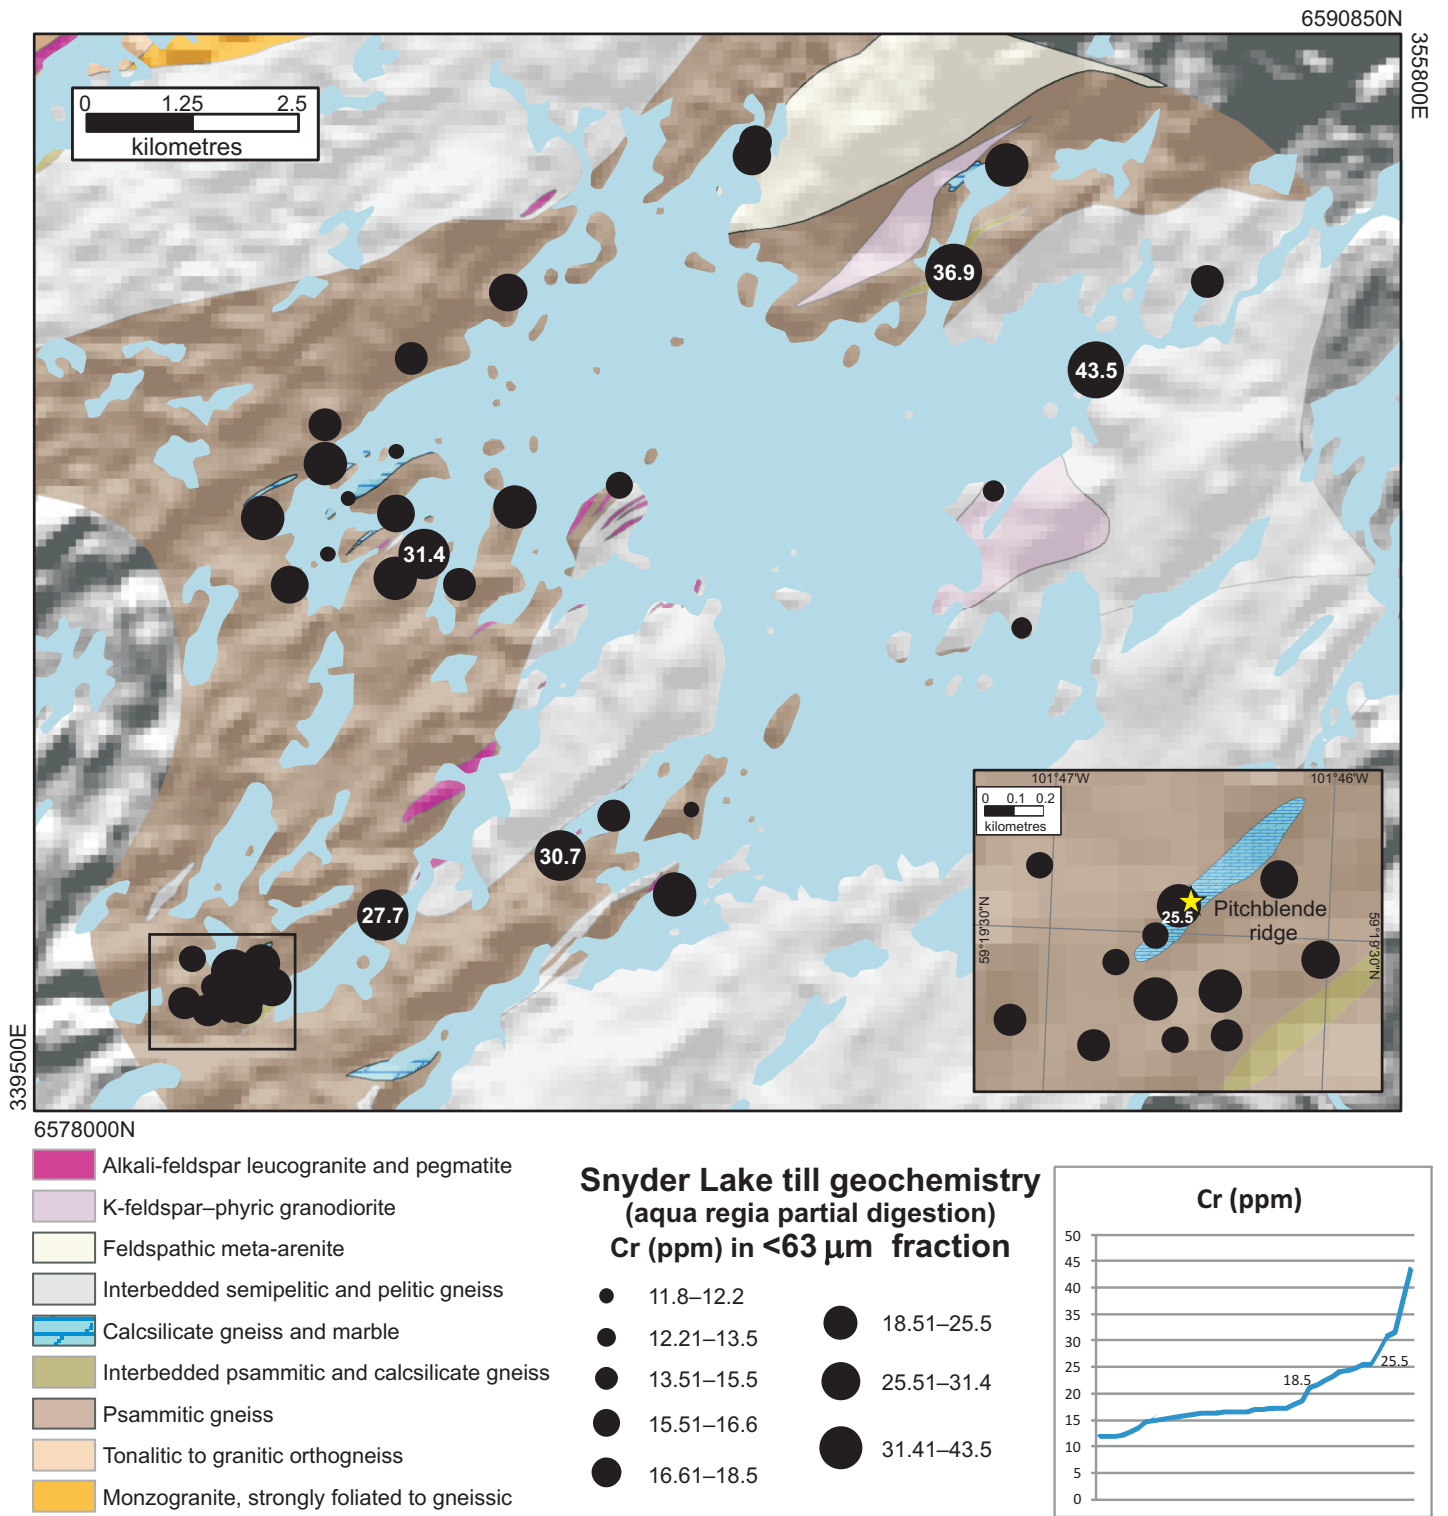 6590850N
355800E
0 1.25 2.5
kilometres
36.9
43.5
31.4
30.7
27.7
101°47'W 101°46'W
0 0.1 0.2
kilometres
25.5
Pitchblende
ridge
59°19'30"N
59°19'30"N
339500E
6578000N
Alkali-feldspar leucogranite and pegmatite
K-feldspar–phyric granodiorite
Feldspathic meta-arenite
Interbedded semipelitic and pelitic gneiss
Calcsilicate gneiss and marble
Interbedded psammitic and calcsilicate gneiss
Psammitic gneiss
Tonalitic to granitic orthogneiss
Monzogranite, strongly foliated to gneissic
Snyder Lake till geochemistry
(aqua regia partial digestion)
Cr (ppm) in <63 µm fraction
11.8–12.2
12.21–13.5
13.51–15.5
15.51–16.6
16.61–18.5
18.51–25.5
25.51–31.4
31.41–43.5
Cr (ppm)
50
45
40
35
30
25
20
15
10
5
0
18.5
25.5